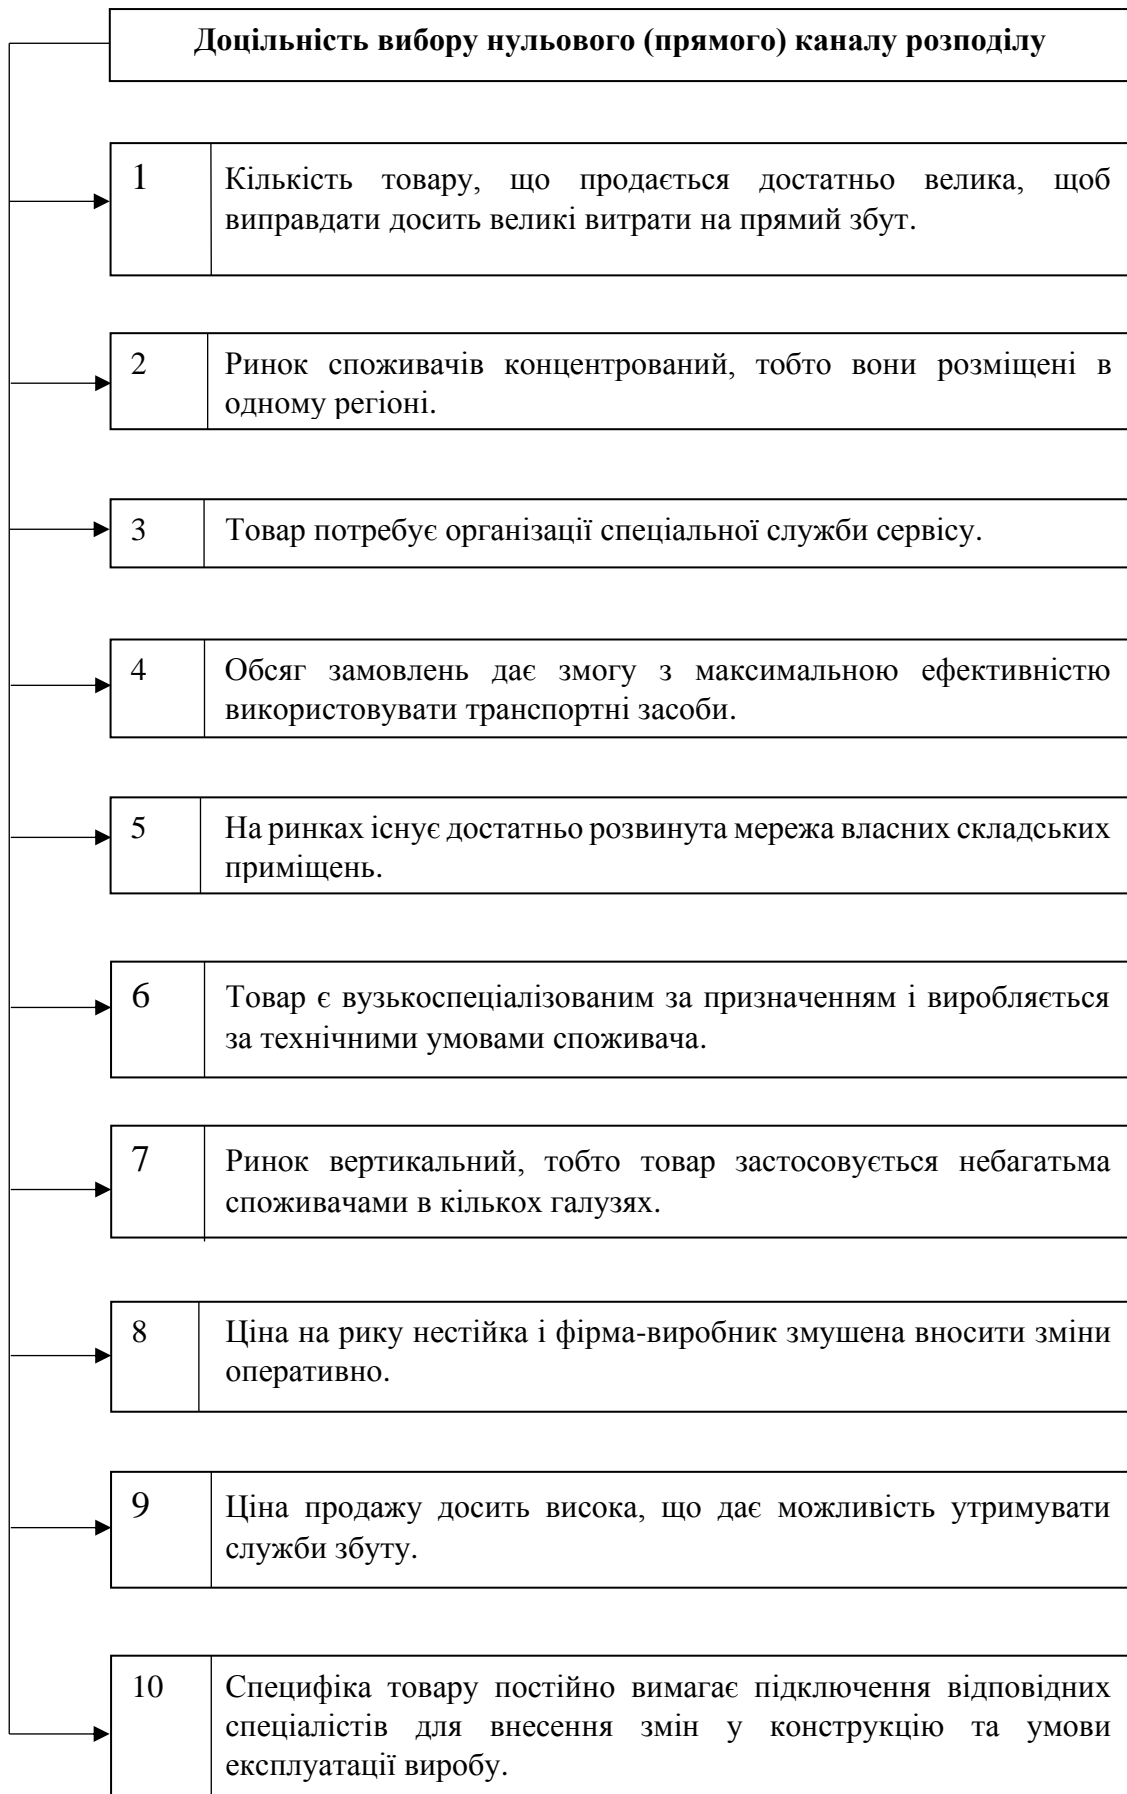 Доцільність вибору нульового (прямого) каналу розподілу
1
Кількість товару, що продається достатньо велика, щоб
виправдати досить великі витрати на прямий збут.
2
Ринок споживачів концентрований, тобто вони розміщені в
одному регіоні.
3
Товар потребує організації спеціальної служби сервісу.
4
Обсяг замовлень дає змогу з максимальною ефективністю
використовувати транспортні засоби.
5
На ринках існує достатньо розвинута мережа власних складських
приміщень.
6
Товар є вузькоспеціалізованим за призначенням і виробляється
за технічними умовами споживача.
7
Ринок вертикальний, тобто товар застосовується небагатьма
споживачами в кількох галузях.
8
Ціна на рику нестійка і фірма-виробник змушена вносити зміни
оперативно.
9
Ціна продажу досить висока, що дає можливість утримувати
служби збуту.
10
Специфіка товару постійно вимагає підключення відповідних
спеціалістів для внесення змін у конструкцію та умови
експлуатації виробу.